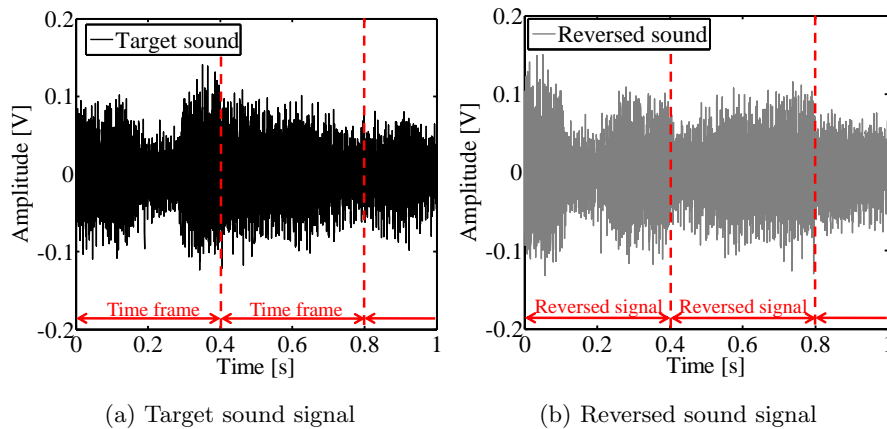 Target sound
Amplitude [V]
0.2
0.1
0
-0.1
-0.2
Time frame
Time frame
0
0.2
0.4
0.6
0.8
1
Time [s]
(a) Target sound signal
Reversed sound
Amplitude [V]
0.2
0.1
0
-0.1
-0.2
Reversed signal
Reversed signal
0
0.2
0.4
0.6
0.8
1
Time [s]
(b) Reversed sound signal